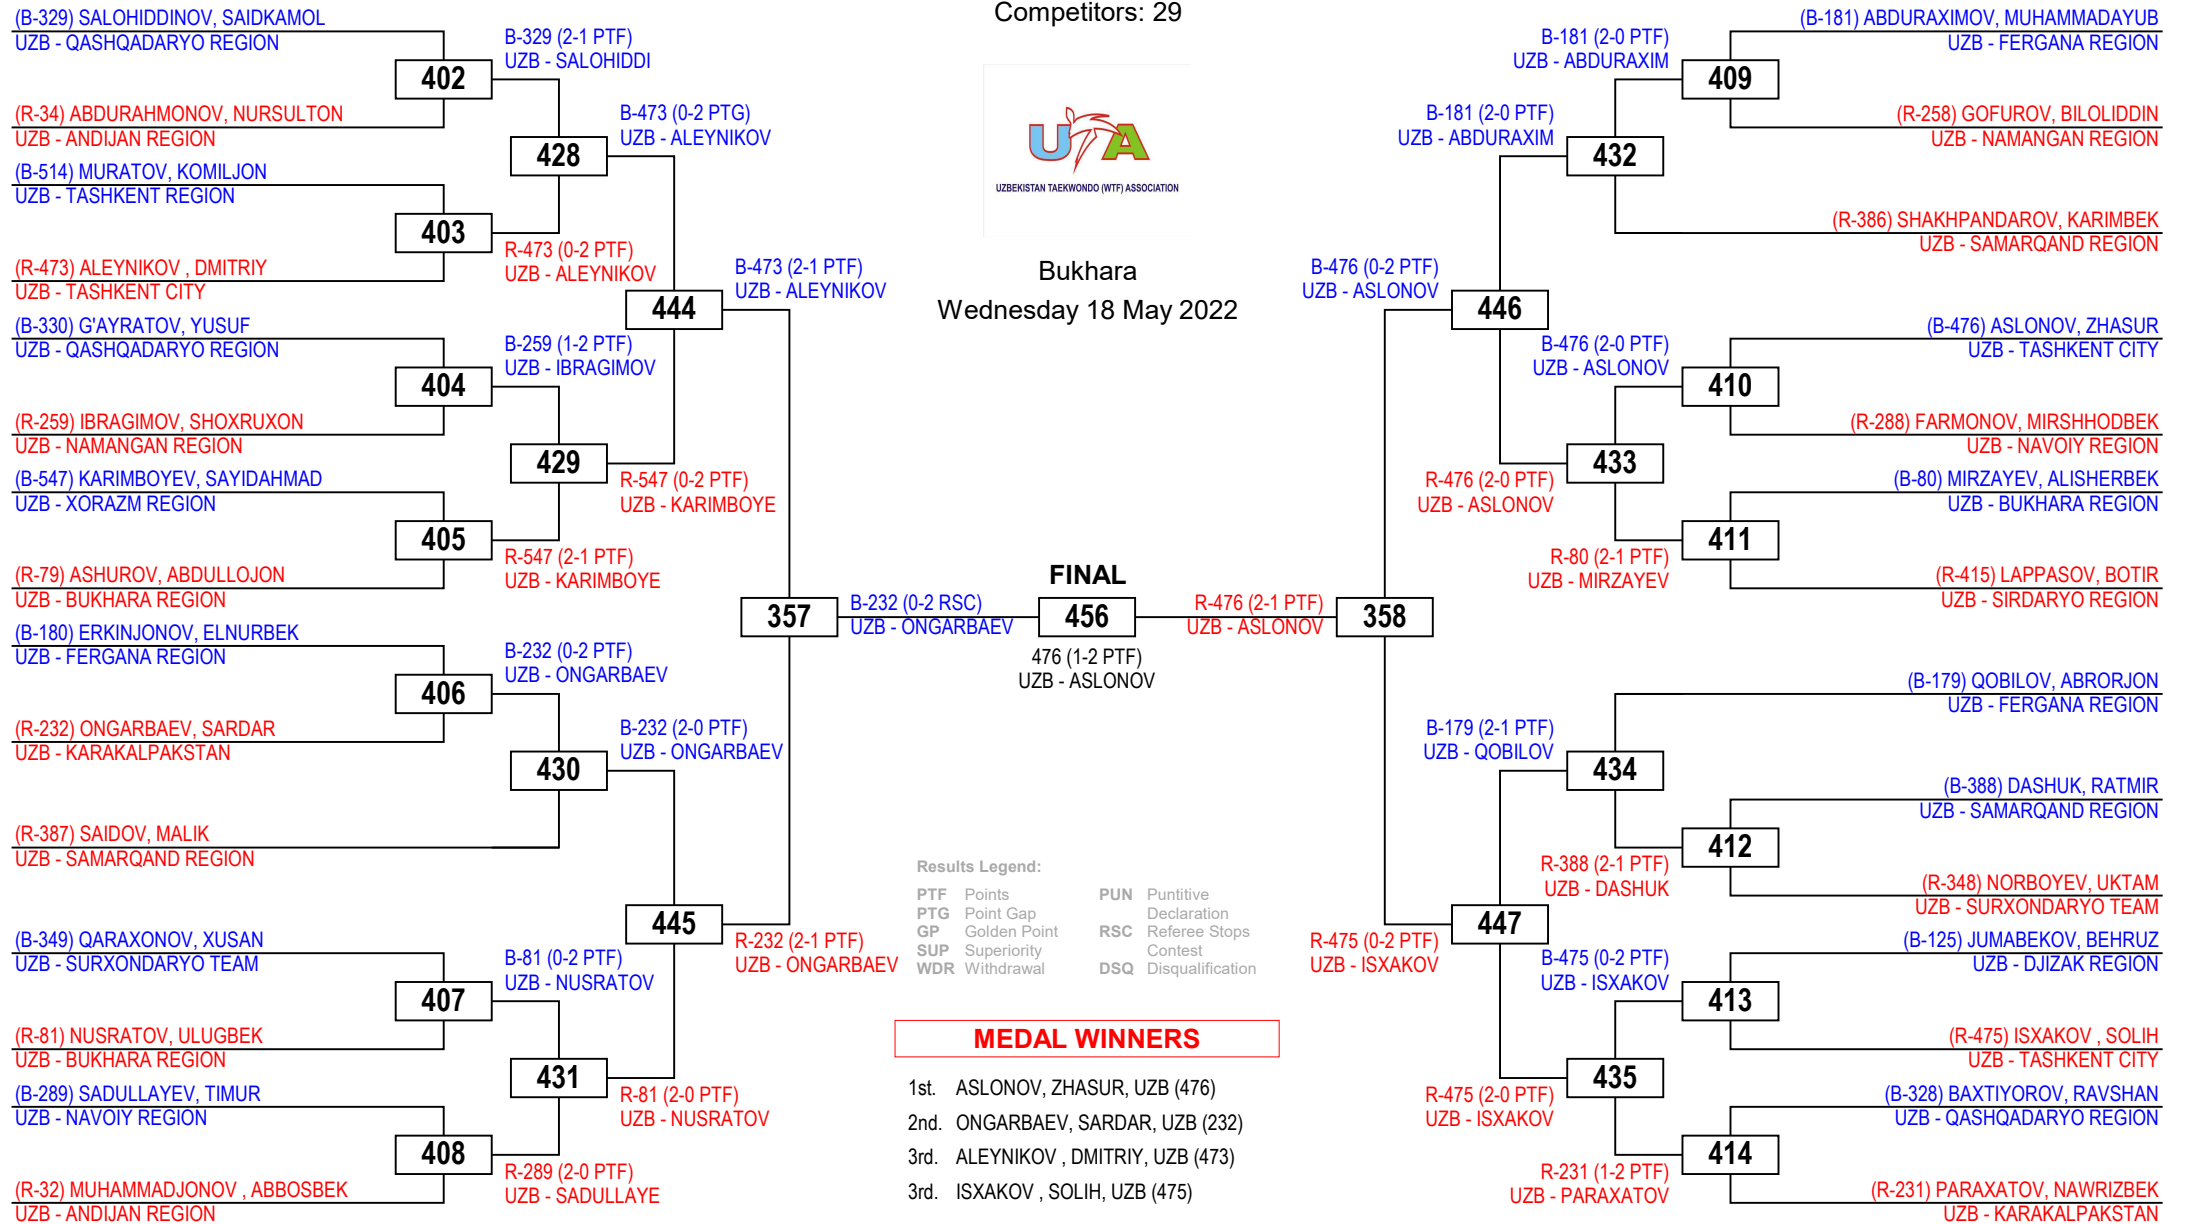 (B-329) SALOHIDDINOV, SAIDKAMOL
UZB - QASHQADARYO REGION
402
(R-34) ABDURAHMONOV, NURSULTON
UZB - ANDIJAN REGION
(B-514) MURATOV, KOMILJON
UZB - TASHKENT REGION
403
(R-473) ALEYNIKOV , DMITRIY
UZB - TASHKENT CITY
(B-330) G'AYRATOV, YUSUF
UZB - QASHQADARYO REGION
404
(R-259) IBRAGIMOV, SHOXRUXON
UZB - NAMANGAN REGION
(B-547) KARIMBOYEV, SAYIDAHMAD
UZB - XORAZM REGION
405
(R-79) ASHUROV, ABDULLOJON
UZB - BUKHARA REGION
(B-180) ERKINJONOV, ELNURBEK
UZB - FERGANA REGION
406
(R-232) ONGARBAEV, SARDAR
UZB - KARAKALPAKSTAN
(R-387) SAIDOV, MALIK
UZB - SAMARQAND REGION
(B-349) QARAXONOV, XUSAN
UZB - SURXONDARYO TEAM
407
(R-81) NUSRATOV, ULUGBEK
UZB - BUKHARA REGION
(B-289) SADULLAYEV, TIMUR
UZB - NAVOIY REGION
408
(R-32) MUHAMMADJONOV , ABBOSBEK
UZB - ANDIJAN REGION
B-329 (2-1 PTF)
UZB - SALOHIDDI
428
R-473 (0-2 PTF)
UZB - ALEYNIKOV
B-259 (1-2 PTF)
UZB - IBRAGIMOV
429
R-547 (2-1 PTF)
UZB - KARIMBOYE
B-232 (0-2 PTF)
UZB - ONGARBAEV
430
B-81 (0-2 PTF)
UZB - NUSRATOV
431
R-289 (2-0 PTF)
UZB - SADULLAYE
B-473 (0-2 PTG)
UZB - ALEYNIKOV
444
R-547 (0-2 PTF)
UZB - KARIMBOYE
B-232 (2-0 PTF)
UZB - ONGARBAEV
445
R-81 (2-0 PTF)
UZB - NUSRATOV
B-473 (2-1 PTF)
UZB - ALEYNIKOV
357
R-232 (2-1 PTF)
UZB - ONGARBAEV
B-232 (0-2 RSC)
UZB - ONGARBAEV
Competitors: 29
UTA
UZBEKISTAN TAEKWONDO (WTF) ASSOCIATION
Bukhara
Wednesday 18 May 2022
FINAL
456
476 (1-2 PTF)
UZB - ASLONOV
R-476 (2-1 PTF)
UZB - ASLONOV
358
B-476 (0-2 PTF)
UZB - ASLONOV
446
R-475 (0-2 PTF)
UZB - ISXAKOV
447
B-181 (2-0 PTF)
UZB - ABDURAXIM
432
R-476 (2-0 PTF)
UZB - ASLONOV
433
B-179 (2-1 PTF)
UZB - QOBILOV
434
R-475 (2-0 PTF)
UZB - ISXAKOV
435
B-181 (2-0 PTF)
UZB - ABDURAXIM
B-476 (2-0 PTF)
UZB - ASLONOV
R-80 (2-1 PTF)
UZB - MIRZAYEV
R-388 (2-1 PTF)
UZB - DASHUK
B-475 (0-2 PTF)
UZB - ISXAKOV
R-231 (1-2 PTF)
UZB - PARAXATOV
(B-181) ABDURAXIMOV, MUHAMMADAYUB
UZB - FERGANA REGION
409
(R-258) GOFUROV, BILOLIDDIN
UZB - NAMANGAN REGION
(R-386) SHAKHPANDAROV, KARIMBEK
UZB - SAMARQAND REGION
(B-476) ASLONOV, ZHASUR
UZB - TASHKENT CITY
410
(R-288) FARMONOV, MIRSHHODBEK
UZB - NAVOIY REGION
(B-80) MIRZAYEV, ALISHERBEK
UZB - BUKHARA REGION
411
(R-415) LAPPASOV, BOTIR
UZB - SIRDARYO REGION
(B-179) QOBILOV, ABRORJON
UZB - FERGANA REGION
(B-388) DASHUK, RATMIR
UZB - SAMARQAND REGION
412
(R-348) NORBOYEV, UKTAM
UZB - SURXONDARYO TEAM
(B-125) JUMABEKOV, BEHRUZ
UZB - DJIZAK REGION
413
(R-475) ISXAKOV , SOLIH
UZB - TASHKENT CITY
(B-328) BAXTIYOROV, RAVSHAN
UZB - QASHQADARYO REGION
414
(R-231) PARAXATOV, NAWRIZBEK
UZB - KARAKALPAKSTAN
Results Legend:
PTF Points
PTG Point Gap
GP Golden Point
SUP Superiority
WDR Withdrawal
PUN Puntitive
Declaration
RSC Referee Stops
Contest
DSQ Disqualification
MEDAL WINNERS
1st. ASLONOV, ZHASUR, UZB (476)
2nd. ONGARBAEV, SARDAR, UZB (232)
3rd. ALEYNIKOV , DMITRIY, UZB (473)
3rd. ISXAKOV , SOLIH, UZB (475)